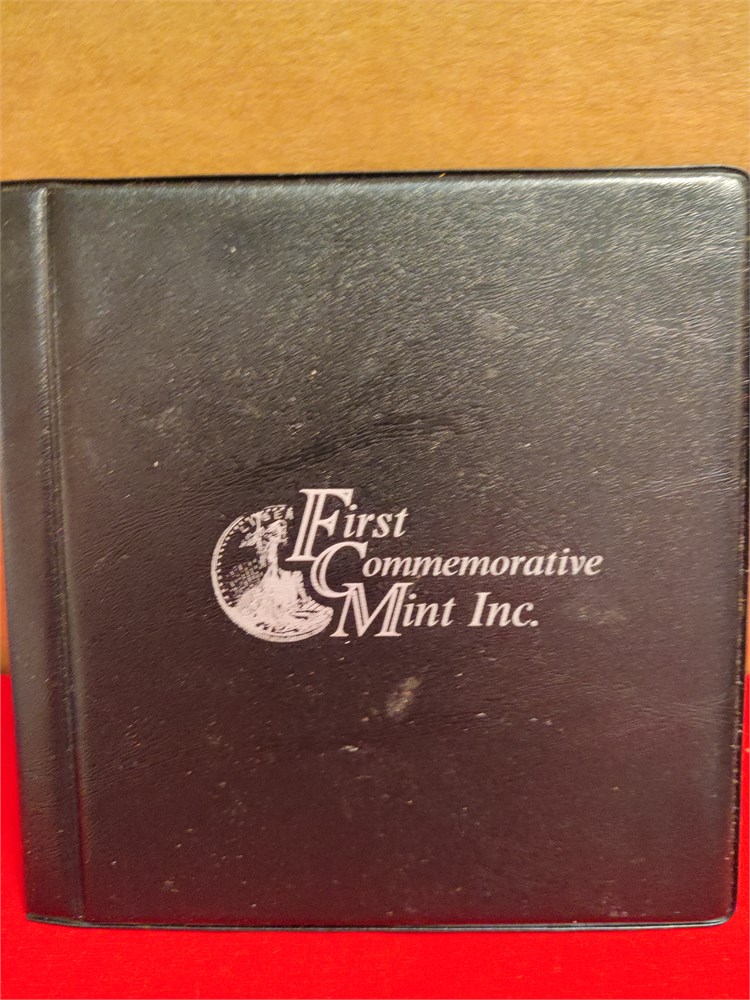 First
Commemorative
Mint Inc.